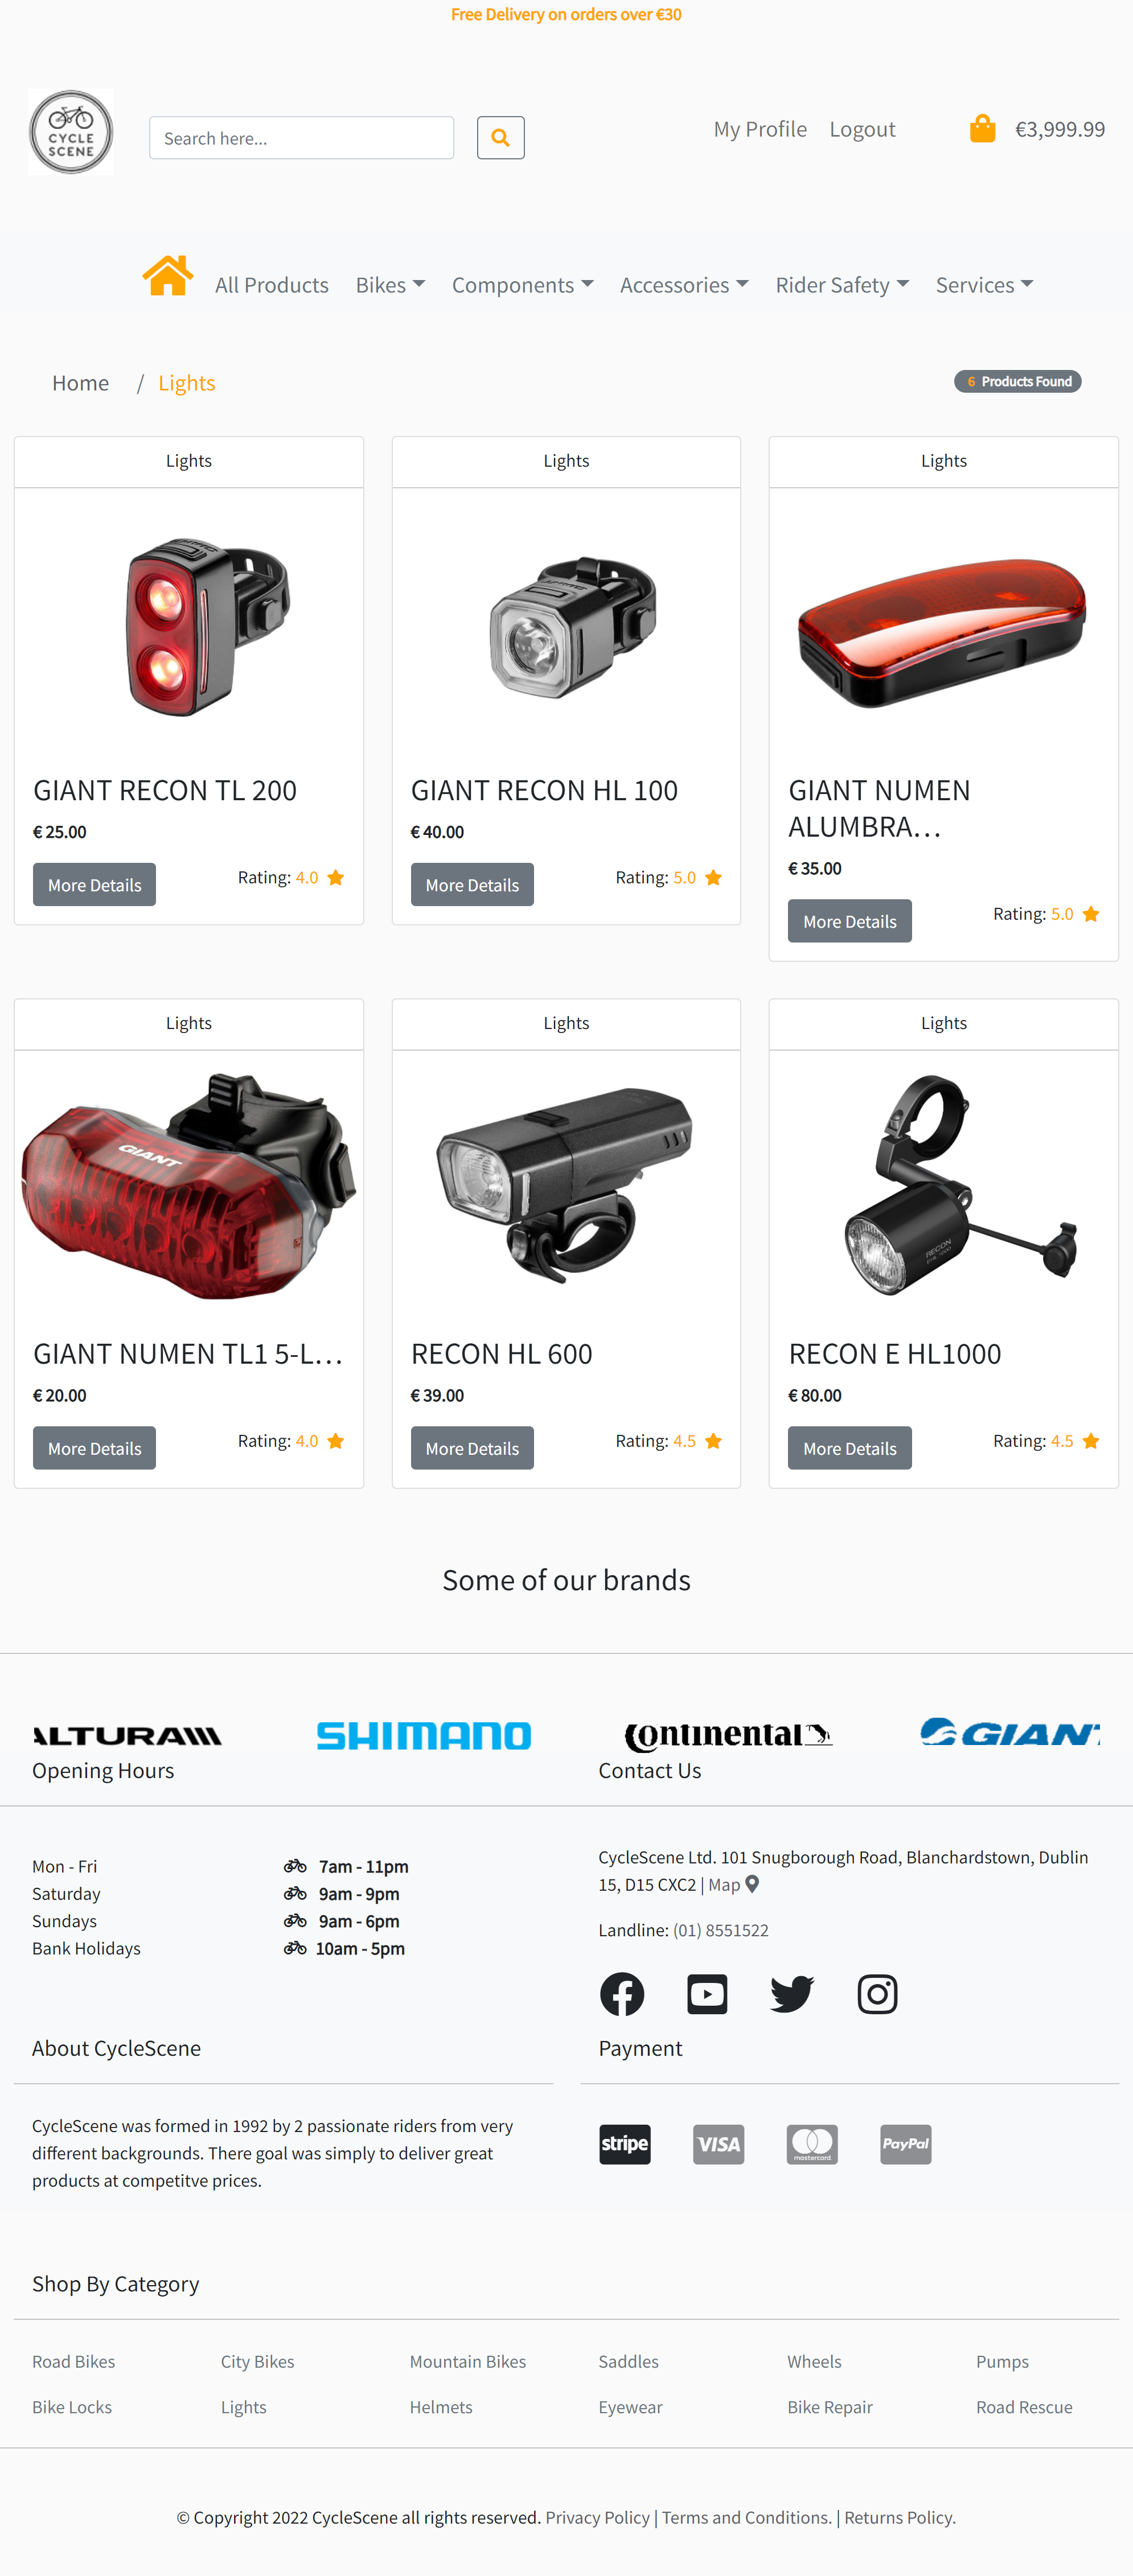 Free Delivery on orders over €30
CYCLE
SCENE
Search here...
My Profile Logout €3,999.99
All Products Bikes Components Accessories Rider Safety Services
Home / Lights
6 Products Found
Lights Lights Lights
GIANT RECON TL 200
€ 25.00
More Details Rating: 4.0
GIANT RECON HL 100
€ 40.00
More Details Rating: 5.0
GIANT NUMEN
ALUMBRA...
€ 35.00
More Details Rating: 5.0
Lights Lights Lights
GIANT
RECON
GIANT NUMEN TL1 5-L...
€ 20.00
More Details Rating: 4.0
RECON HL 600
€ 39.00
More Details Rating: 4.5
RECON E HL1000
€ 80.00
More Details Rating: 4.5
Some of our brands
ALTURA SHIMANO Continental GIANT
Opening Hours
Mon - Fri 7am - 11pm
Saturday 9am - 9pm
Sundays 9am - 6pm
Bank Holidays 10am - 5pm
Contact Us
CycleScene Ltd. 101 Snugborough Road, Blanchardstown, Dublin
15, D15 CXC2 | Map
Landline: (01) 8551522
About CycleScene
CycleScene was formed in 1992 by 2 passionate riders from very
different backgrounds. There goal was simply to deliver great
products at competitve prices.
Payment
stripe VISA mastercard PayPal
Shop By Category
Road Bikes City Bikes Mountain Bikes Saddles Wheels Pumps
Bike Locks Lights Helmets Eyewear Bike Repair Road Rescue
© Copyright 2022 CycleScene all rights reserved. Privacy Policy | Terms and Conditions. | Returns Policy.